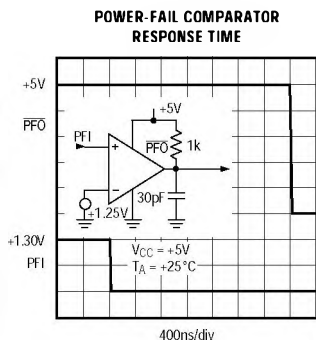 POWER-FAIL COMPARATOR
RESPONSE TIME
+5V
+5V
PFO
PFI
PFO
1k
+
−
30pF
+1.25V
+1.30V
PFI
VCC = +5V
TA = +25°C
400ns/div